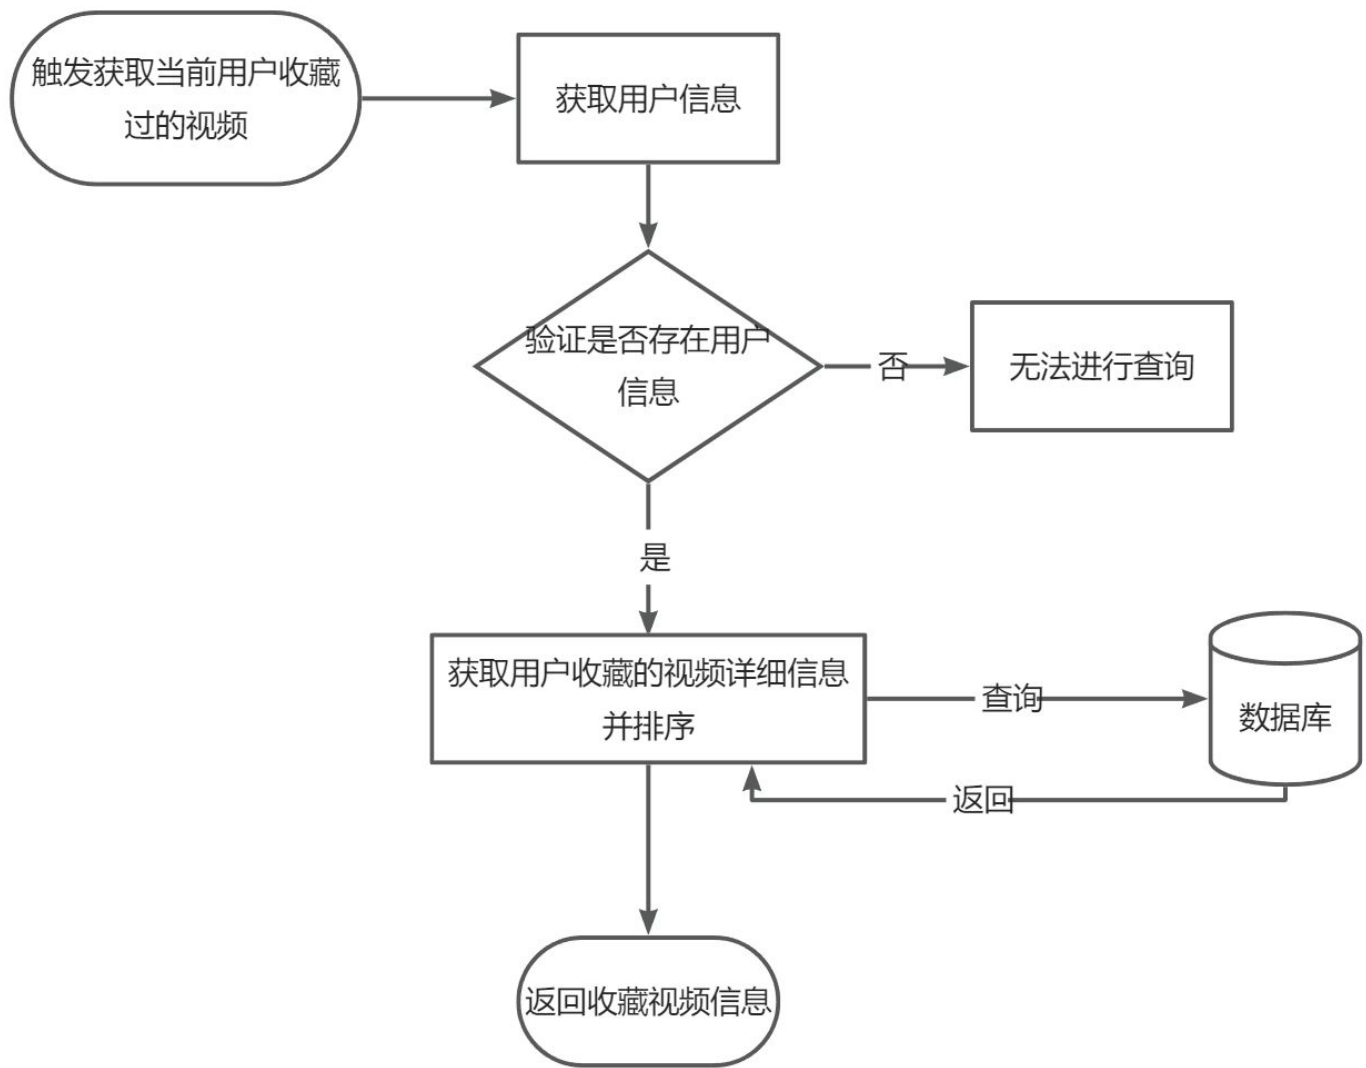 触发获取当前用户收藏
过的视频
获取用户信息
验证是否存在用户
信息
否
无法进行查询
是
获取用户收藏的视频详细信息
并排序
查询
数据库
返回
返回收藏视频信息